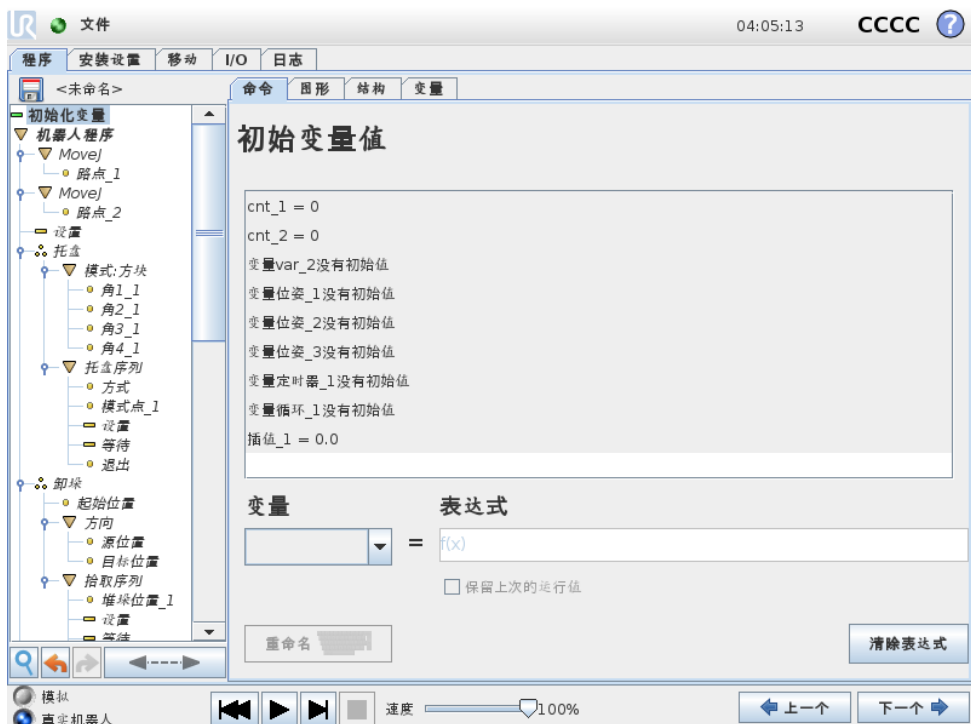 UR 文件 04:05:13 CCCC ?
程序 安装设置 移动 I/O 日志
<未命名>
命令 图形 结构 变量
初始化变量
机器人程序
MoveJ
路点_1
MoveJ
路点_2
设置
托盘
模式:方块
角1_1
角2_1
角3_1
角4_1
托盘序列
方式
模式点_1
设置
等待
退出
卸垛
起始位置
方向
源位置
目标位置
拾取序列
堆垛位置_1
设置
等待
初始变量值
cnt_1 = 0
cnt_2 = 0
变量var_2没有初始值
变量位姿_1没有初始值
变量位姿_2没有初始值
变量位姿_3没有初始值
变量定时器_1没有初始值
变量循环_1没有初始值
插值_1 = 0.0
变量 表达式
= f(x)
保留上次的运行值
重命名
清除表达式
模拟
真实机器人
速度 100%
上一个 下一个